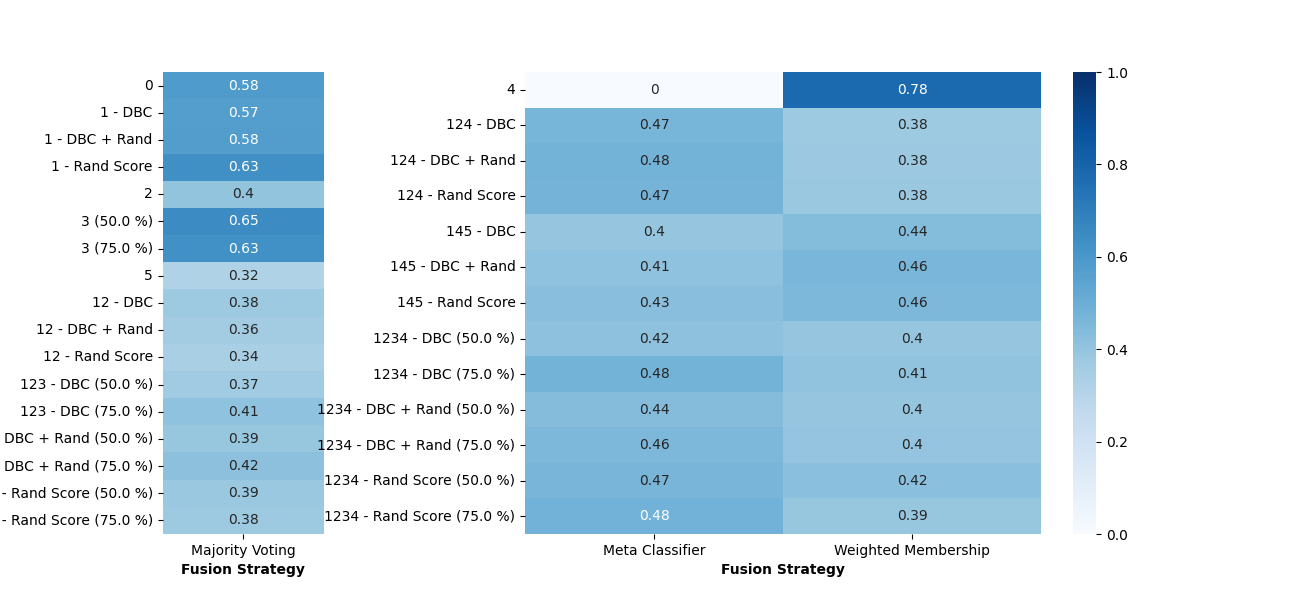 0 0.58
1 - DBC 0.57
1 - DBC + Rand 0.58
1 - Rand Score 0.63
2 0.4
3 (50.0 %) 0.65
3 (75.0 %) 0.63
5 0.32
12 - DBC 0.38
12 - DBC + Rand 0.36
12 - Rand Score 0.34
123 - DBC (50.0 %) 0.37
123 - DBC (75.0 %) 0.41
DBC + Rand (50.0 %) 0.39
DBC + Rand (75.0 %) 0.42
- Rand Score (50.0 %) 0.39
- Rand Score (75.0 %) 0.38
Majority Voting
Fusion Strategy
4 0 0.78
124 - DBC 0.47 0.38
124 - DBC + Rand 0.48 0.38
124 - Rand Score 0.47 0.38
145 - DBC 0.4 0.44
145 - DBC + Rand 0.41 0.46
145 - Rand Score 0.43 0.46
1234 - DBC (50.0 %) 0.42 0.4
1234 - DBC (75.0 %) 0.48 0.41
1234 - DBC + Rand (50.0 %) 0.44 0.4
1234 - DBC + Rand (75.0 %) 0.46 0.4
1234 - Rand Score (50.0 %) 0.47 0.42
1234 - Rand Score (75.0 %) 0.48 0.39
Meta Classifier Weighted Membership
Fusion Strategy
1.0
0.8
0.6
0.4
0.2
0.0